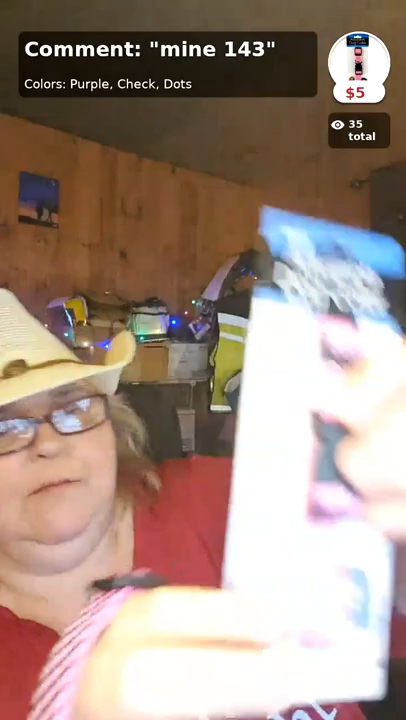 Comment: "mine 143"
Colors: Purple, Check, Dots
$5
35
total